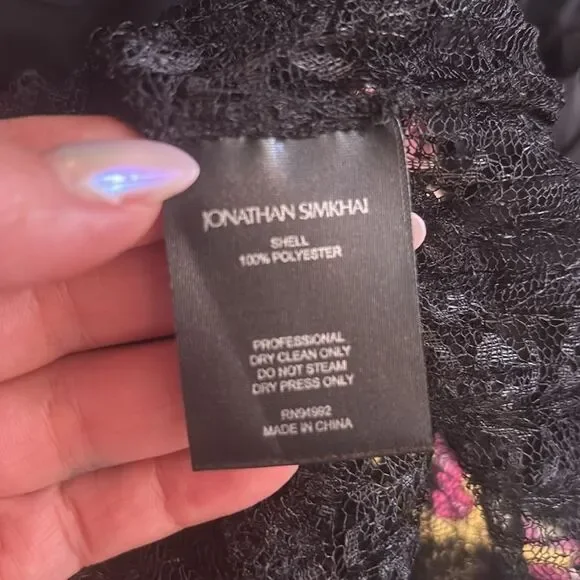 JONATHAN SIMKHAI
SHELL
100% POLYESTER
PROFESSIONAL
DRY CLEAN ONLY
DO NOT STEAM
DRY PRESS ONLY
RN94992
MADE IN CHINA